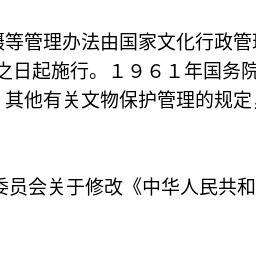 等管理办法由国家文化行政管
之日起施行。１９６１年国务院
其他有关文物保护管理的规定，
委员会关于修改《中华人民共和